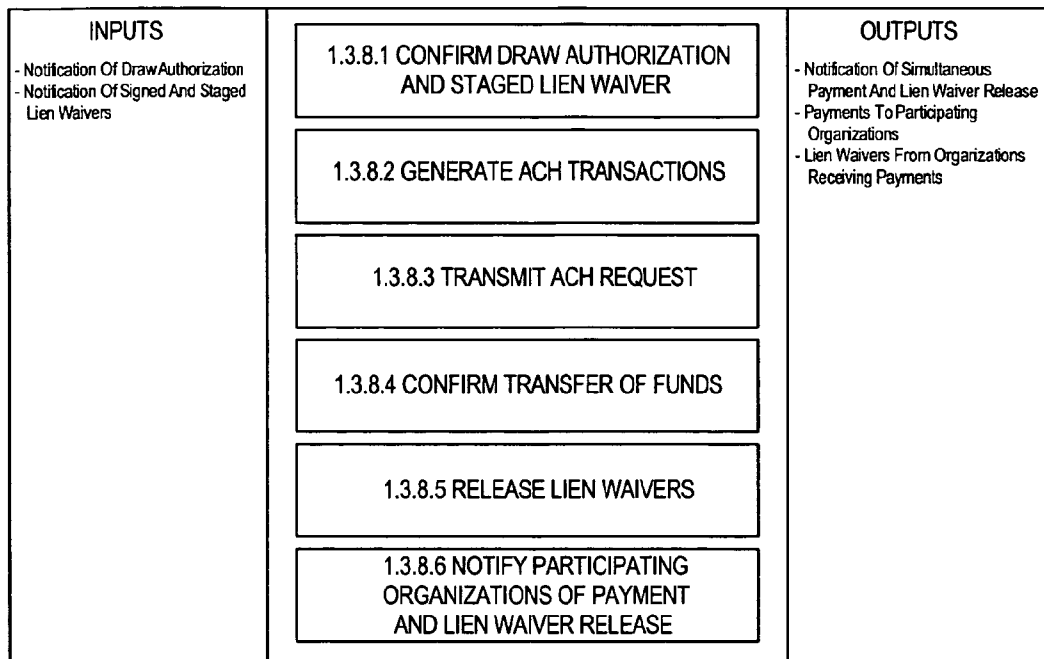 INPUTS
- Notification Of Draw Authorization
- Notification Of Signed And Staged
Lien Waivers
1.3.8.1 CONFIRM DRAW AUTHORIZATION
AND STAGED LIEN WAIVER
1.3.8.2 GENERATE ACH TRANSACTIONS
1.3.8.3 TRANSMIT ACH REQUEST
1.3.8.4 CONFIRM TRANSFER OF FUNDS
1.3.8.5 RELEASE LIEN WAIVERS
1.3.8.6 NOTIFY PARTICIPATING
ORGANIZATIONS OF PAYMENT
AND LIEN WAIVER RELEASE
OUTPUTS
- Notification Of Simultaneous
Payment And Lien Waiver Release
- Payments To Participating
Organizations
- Lien Waivers From Organizations
Receiving Payments